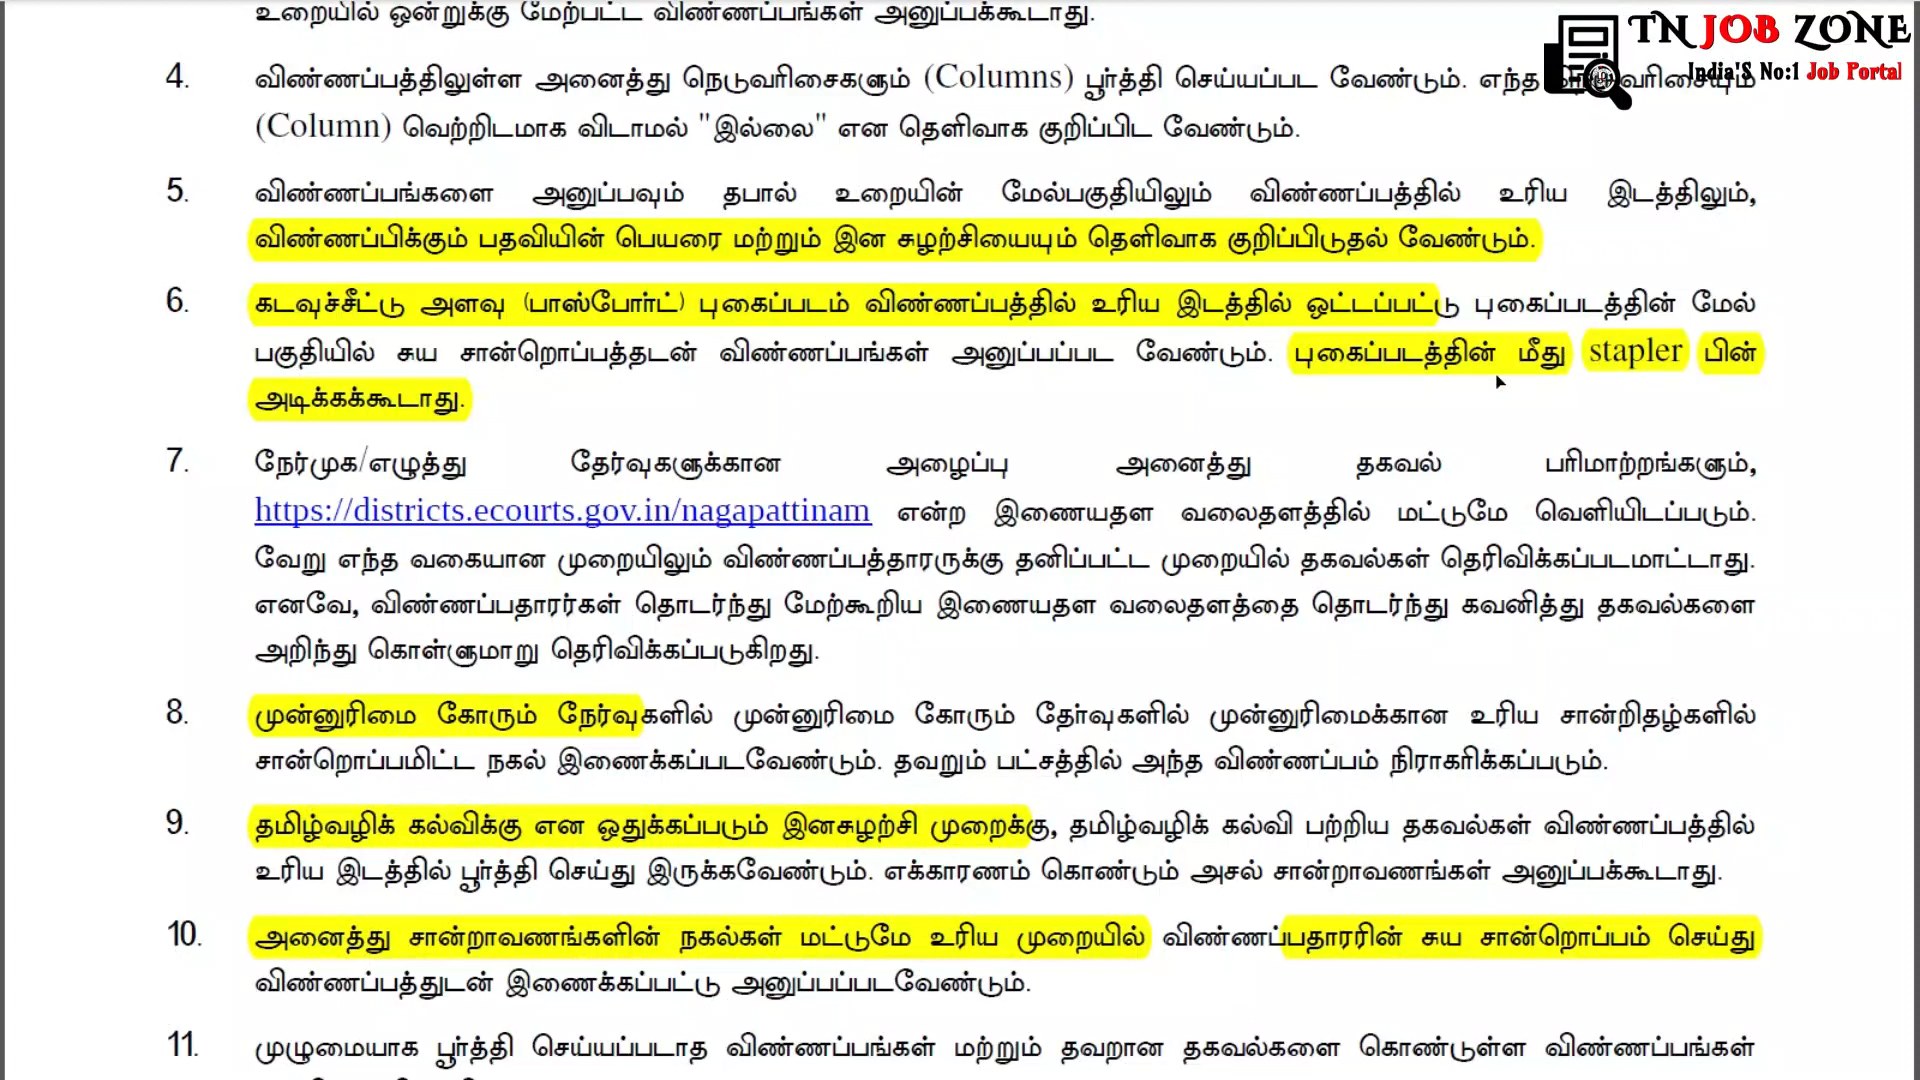 உறையில் ஒன்றுக்கு மேற்பட்ட விண்ணப்பங்கள் அனுப்பக்கூடாது.
TN JOB ZONE
India'S No:1 Job Portal
4. விண்ணப்பத்திலுள்ள அனைத்து நெடுவரிசைகளும் (Columns) பூர்த்தி செய்யப்பட வேண்டும். எந்த
(Column) வெற்றிடமாக விடாமல் "இல்லை" என தெளிவாக குறிப்பிட வேண்டும்.
5. விண்ணப்பங்களை அனுப்பவும் தபால் உறையின் மேல்பகுதியிலும் விண்ணப்பத்தில் உரிய இடத்திலும்,
விண்ணப்பிக்கும் பதவியின் பெயரை மற்றும் இன சுழற்சியையும் தெளிவாக குறிப்பிடுதல் வேண்டும்.
6. கடவுச்சீட்டு அளவு (பாஸ்போர்ட்) புகைப்படம் விண்ணப்பத்தில் உரிய இடத்தில் ஒட்டப்பட்டு புகைப்படத்தின் மேல்
பகுதியில் சுய சான்றொப்பத்தடன் விண்ணப்பங்கள் அனுப்பப்பட வேண்டும். புகைப்படத்தின் மீது stapler பின்
அடிக்கக்கூடாது.
7. நேர்முக/எழுத்து தேர்வுகளுக்கான அழைப்பு அனைத்து தகவல் பரிமாற்றங்களும்,
https://districts.ecourts.gov.in/nagapattinam என்ற இணையதள வலைதளத்தில் மட்டுமே வெளியிடப்படும்.
வேறு எந்த வகையான முறையிலும் விண்ணப்பத்தாரருக்கு தனிப்பட்ட முறையில் தகவல்கள் தெரிவிக்கப்படமாட்டாது.
எனவே, விண்ணப்பதாரர்கள் தொடர்ந்து மேற்கூறிய இணையதள வலைதளத்தை தொடர்ந்து கவனித்து தகவல்களை
அறிந்து கொள்ளுமாறு தெரிவிக்கப்படுகிறது.
8. முன்னுரிமை கோரும் நேர்வுகளில் முன்னுரிமை கோரும் தேர்வுகளில் முன்னுரிமைக்கான உரிய சான்றிதழ்களில்
சான்றொப்பமிட்ட நகல் இணைக்கப்படவேண்டும். தவறும் பட்சத்தில் அந்த விண்ணப்பம் நிராகரிக்கப்படும்.
9. தமிழ்வழிக் கல்விக்கு என ஒதுக்கப்படும் இனசுழற்சி முறைக்கு, தமிழ்வழிக் கல்வி பற்றிய தகவல்கள் விண்ணப்பத்தில்
உரிய இடத்தில் பூர்த்தி செய்து இருக்கவேண்டும். எக்காரணம் கொண்டும் அசல் சான்றாவணங்கள் அனுப்பக்கூடாது.
10. அனைத்து சான்றாவணங்களின் நகல்கள் மட்டுமே உரிய முறையில் விண்ணப்பதாரரின் சுய சான்றொப்பம் செய்து
விண்ணப்பத்துடன் இணைக்கப்பட்டு அனுப்பப்படவேண்டும்.
11. முழுமையாக பூர்த்தி செய்யப்படாத விண்ணப்பங்கள் மற்றும் தவறான தகவல்களை கொண்டுள்ள விண்ணப்பங்கள்